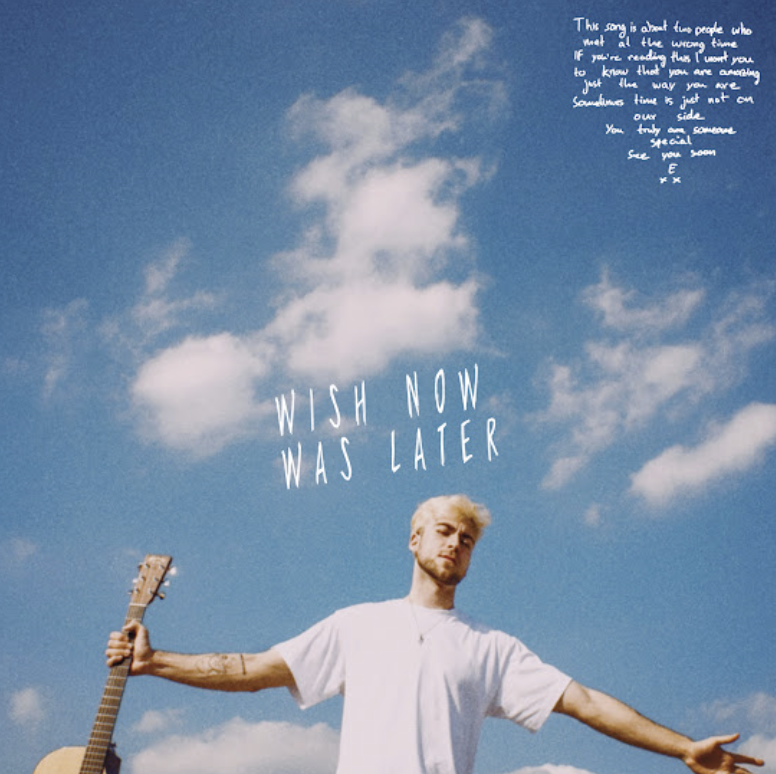 This song is about two people who
met at the wrong time
If you're reading this I want you
to know that you are amazing
just the way you are
Sometimes time is just not on
our side
You truly are someone
special
See you soon
E
x x
WISH NOW
WAS LATER